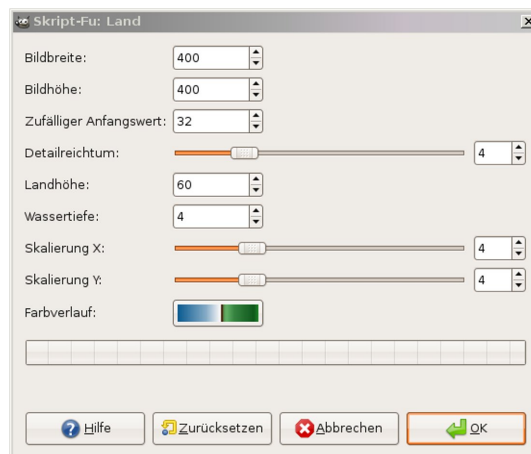 Skript-Fu: Land
Bildbreite: 400
Bildhöhe: 400
Zufälliger Anfangswert: 32
Detailreichtum: 4
Landhöhe: 60
Wassertiefe: 4
Skalierung X: 4
Skalierung Y: 4
Farbverlauf:
Hilfe Zurücksetzen Abbrechen OK